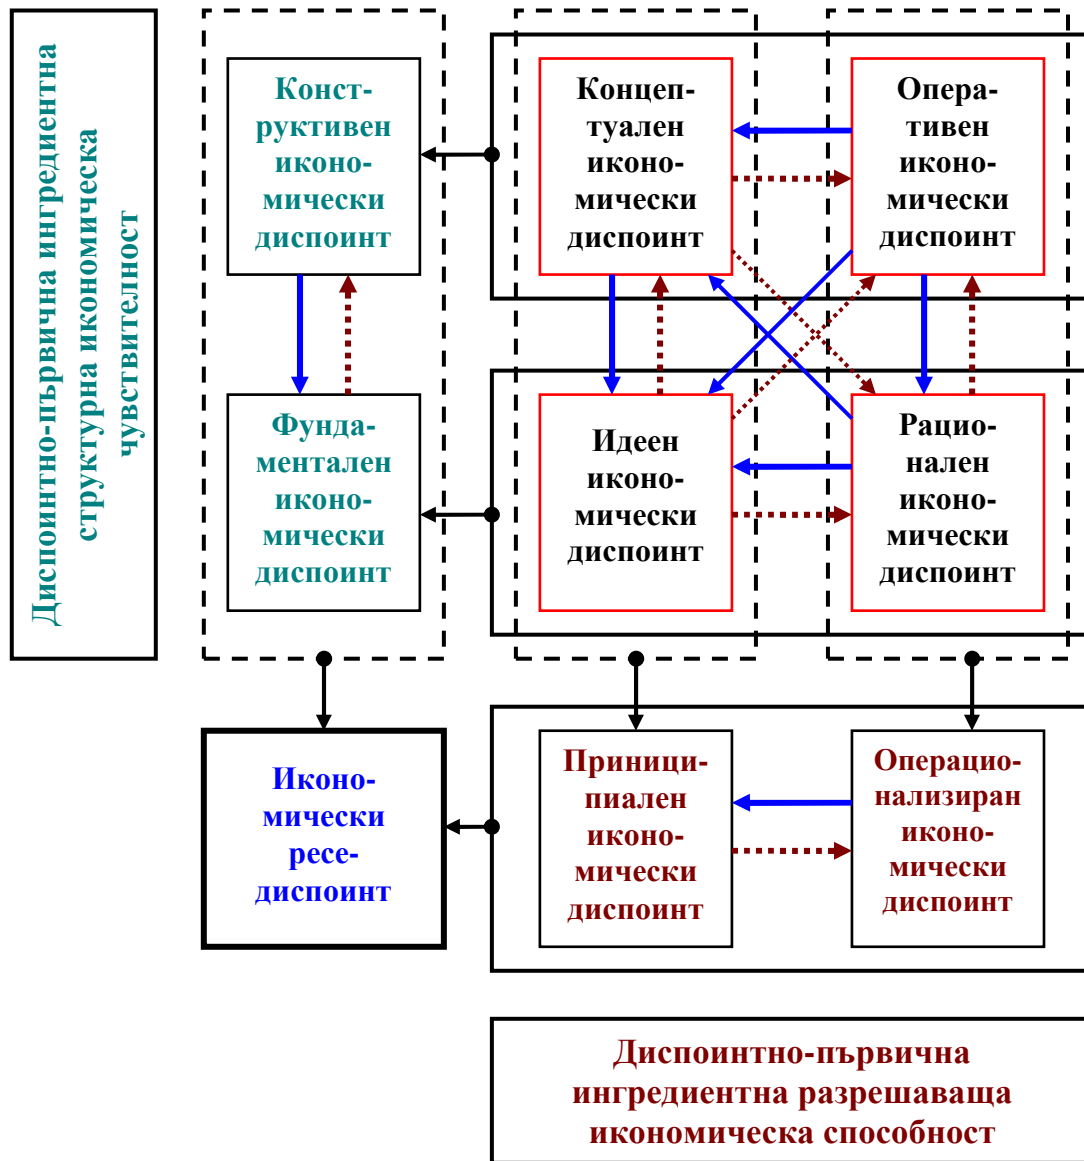 Диспоинтно-първична ингредиентна
структурна икономическа
чувствителност
Конст-
руктивен
иконо-
мически
диспоинт
Концеп-
туален
иконо-
мически
диспоинт
Опера-
тивен
иконо-
мически
диспоинт
Фунда-
ментален
иконо-
мически
диспоинт
Идеен
иконо-
мически
диспоинт
Рацио-
нален
иконо-
мически
диспоинт
Иконо-
мически
ресе-
диспоинт
Приници-
пиален
иконо-
мически
диспоинт
Операцио-
нализиран
иконо-
мически
диспоинт
Диспоинтно-първична
ингредиентна разрешаваща
икономическа способност